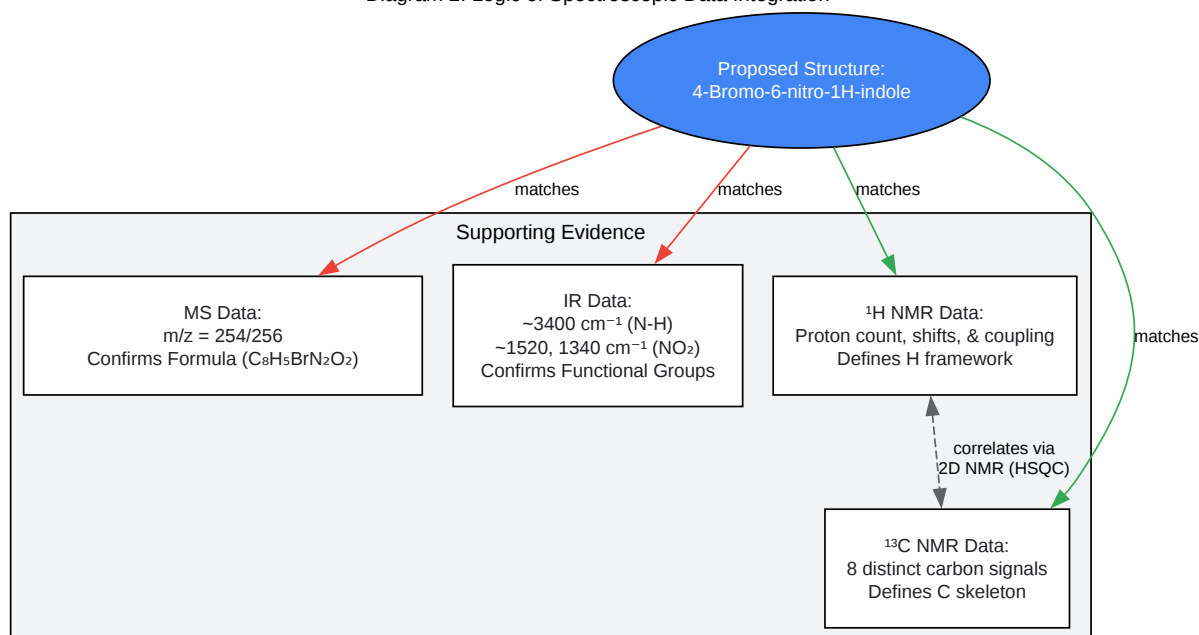 Proposed Structure:
4-Bromo-6-nitro-1H-indole
matches
matches
matches
matches
Supporting Evidence
MS Data:
m/z = 254/256
Confirms Formula (C₈H₅BrN₂O₂)
IR Data:
~3400 cm⁻¹ (N-H)
~1520, 1340 cm⁻¹ (NO₂)
Confirms Functional Groups
¹H NMR Data:
Proton count, shifts, & coupling
Defines H framework
correlates via
2D NMR (HSQC)
¹³C NMR Data:
8 distinct carbon signals
Defines C skeleton